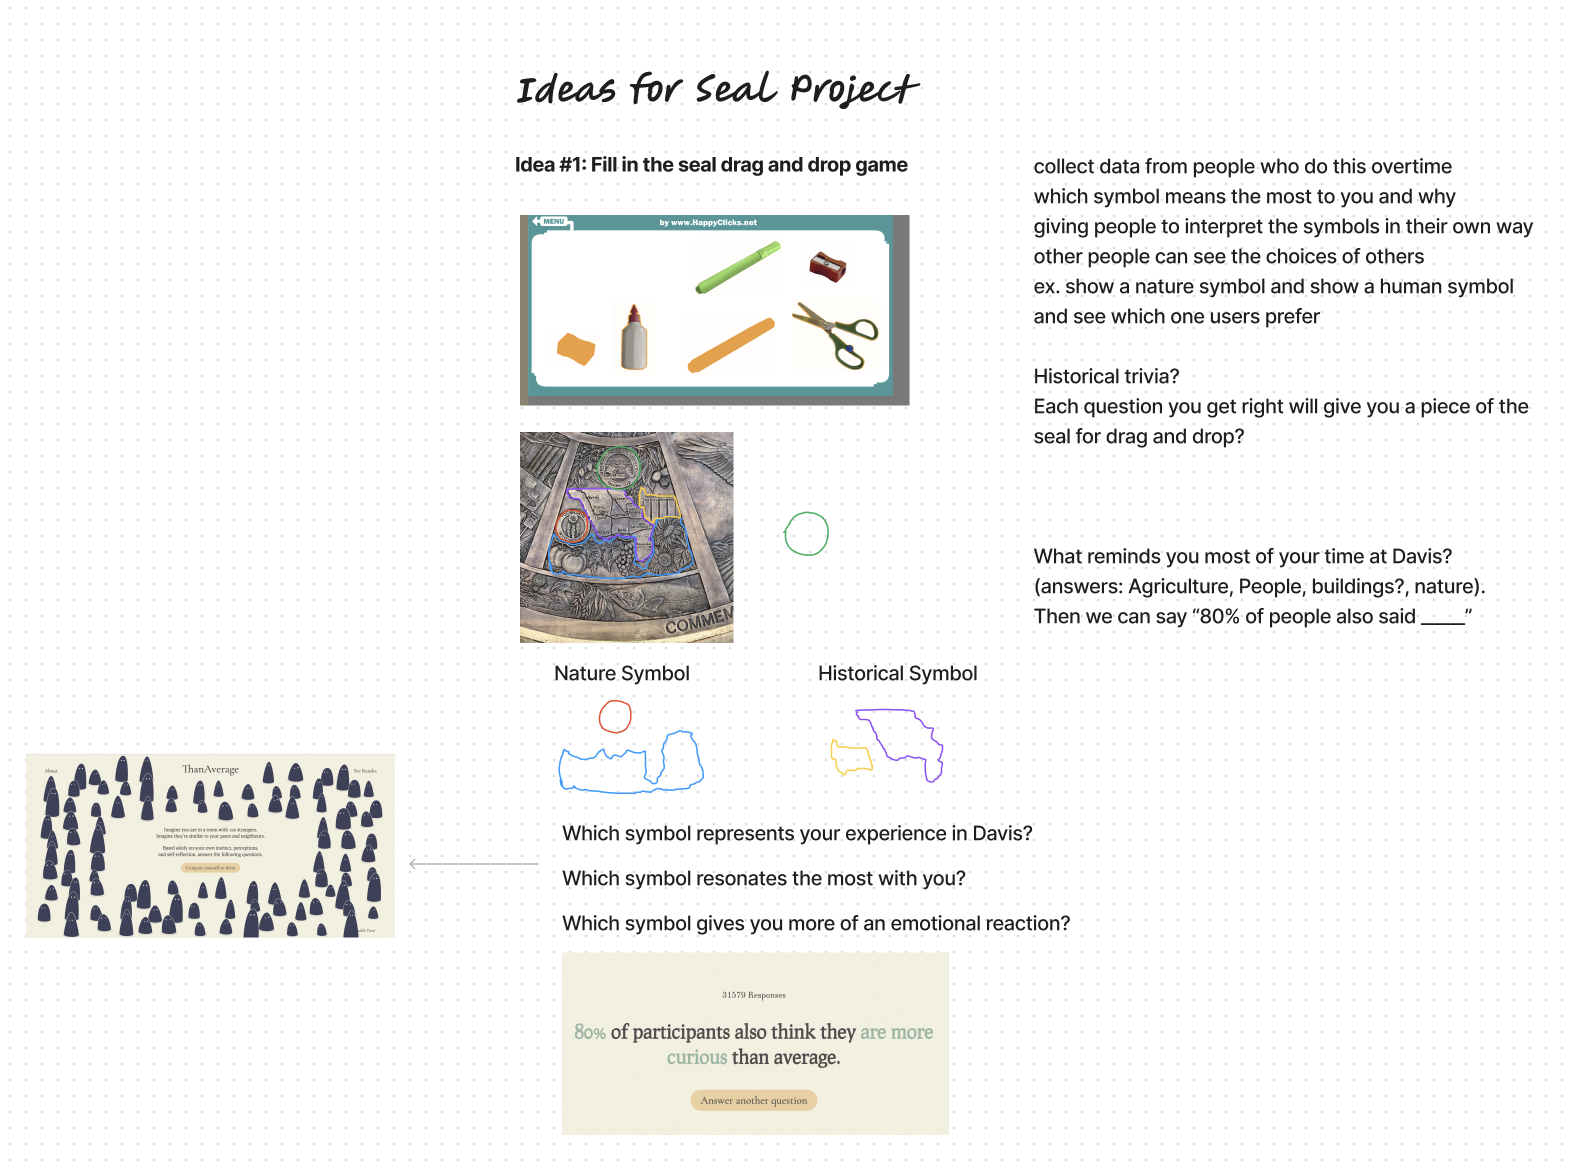 Ideas for Seal Project
Idea #1: Fill in the seal drag and drop game
MENU
by www.HappyClicks.net
COMMEM
Nature Symbol
Historical Symbol
Which symbol represents your experience in Davis?
Which symbol resonates the most with you?
Which symbol gives you more of an emotional reaction?
collect data from people who do this overtime
which symbol means the most to you and why
giving people to interpret the symbols in their own way
other people can see the choices of others
ex. show a nature symbol and show a human symbol
and see which one users prefer
Historical trivia?
Each question you get right will give you a piece of the
seal for drag and drop?
What reminds you most of your time at Davis?
(answers: Agriculture, People, buildings?, nature).
Then we can say “80% of people also said _____”
About
ThanAverage
See Results
Imagine you are in a room with 100 strangers.
Imagine they're similar to your peers and neighbours.
Based solely on your own instinct, perceptions,
and self-reflection, answer the following questions.
Compare yourself to them
31579 Responses
80% of participants also think they are more
curious than average.
Answer another question